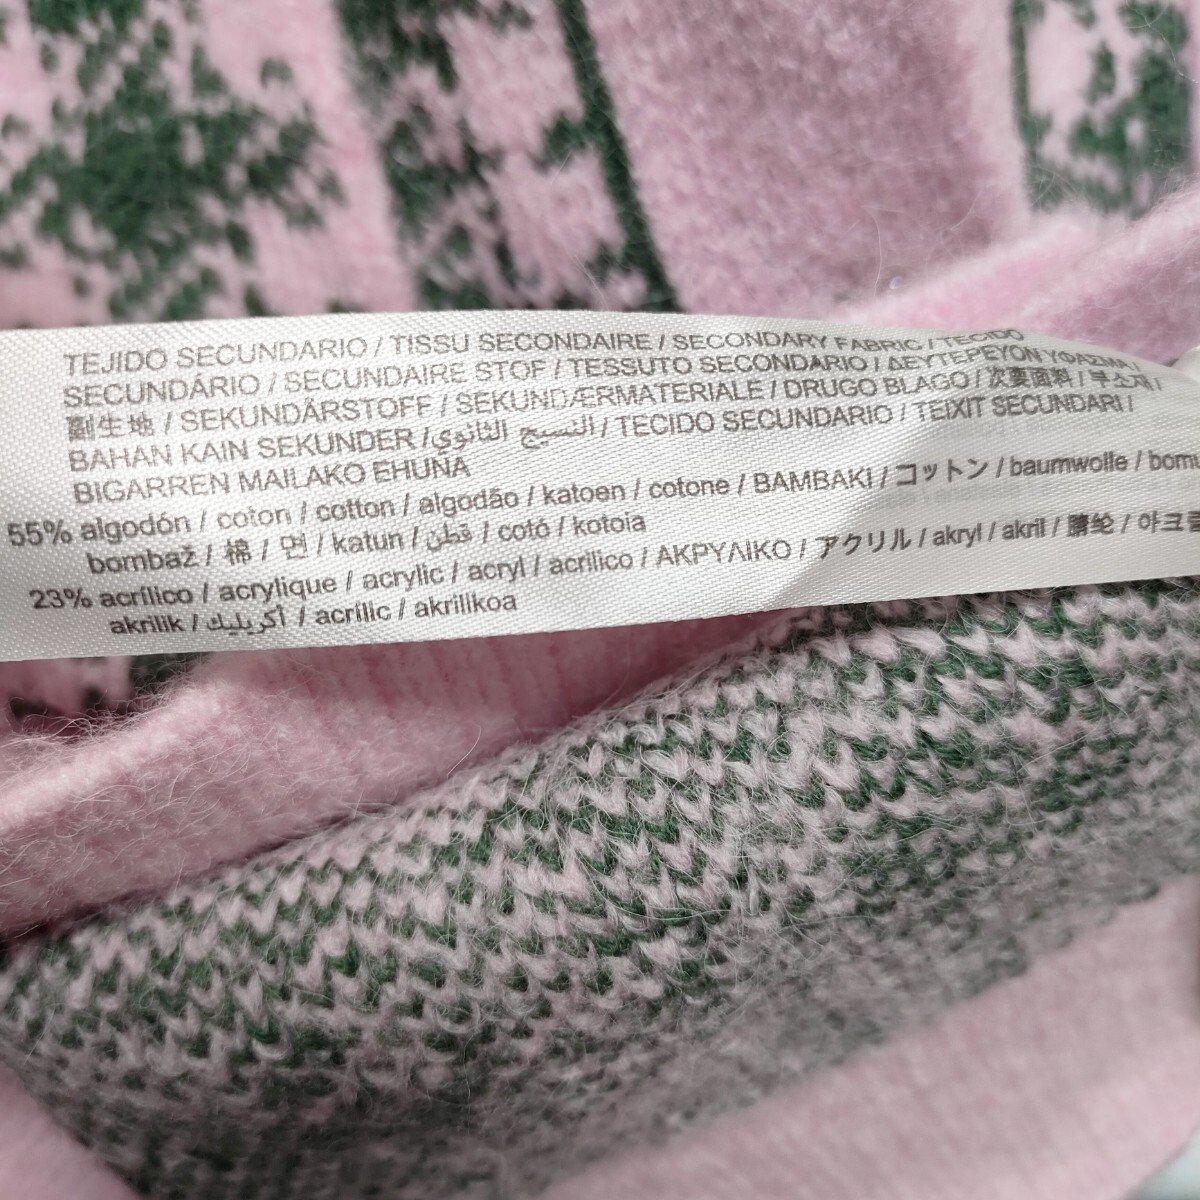 TEJIDO SECUNDARIO / TISSU SECONDAIRE / SECONDARY FABRIC / TECIDO
SECUNDÁRIO / SECUNDAIRE STOF / TESSUTO SECONDARIO / ΔΕΥΤΕΡΕΥΟΝ ΥΦΑΣΜΑ /
副生地 / SEKUNDÄRSTOFF / SEKUNDÆRMATERIALE / DRUGO BLAGO / 次要面料 / 부소재 /
BAHAN KAIN SEKUNDER / النسيج الثانوي / TECIDO SECUNDARIO / TEIXIT SECUNDARI /
BIGARREN MAILAKO EHUNA
55% algodón / coton / cotton / algodão / katoen / cotone / BAMBAKI / コットン / baumwolle /
bombaž / 棉 / 면 / katun / قطن / cotó / kotoia
23% acrílico / acrylique / acrylic / acryl / acrilico / ΑΚΡΥΛΙΚΟ / アクリル / akryl / akril / 腈纶 /
akrilik / أكريليك / acrílic / akrilikoa